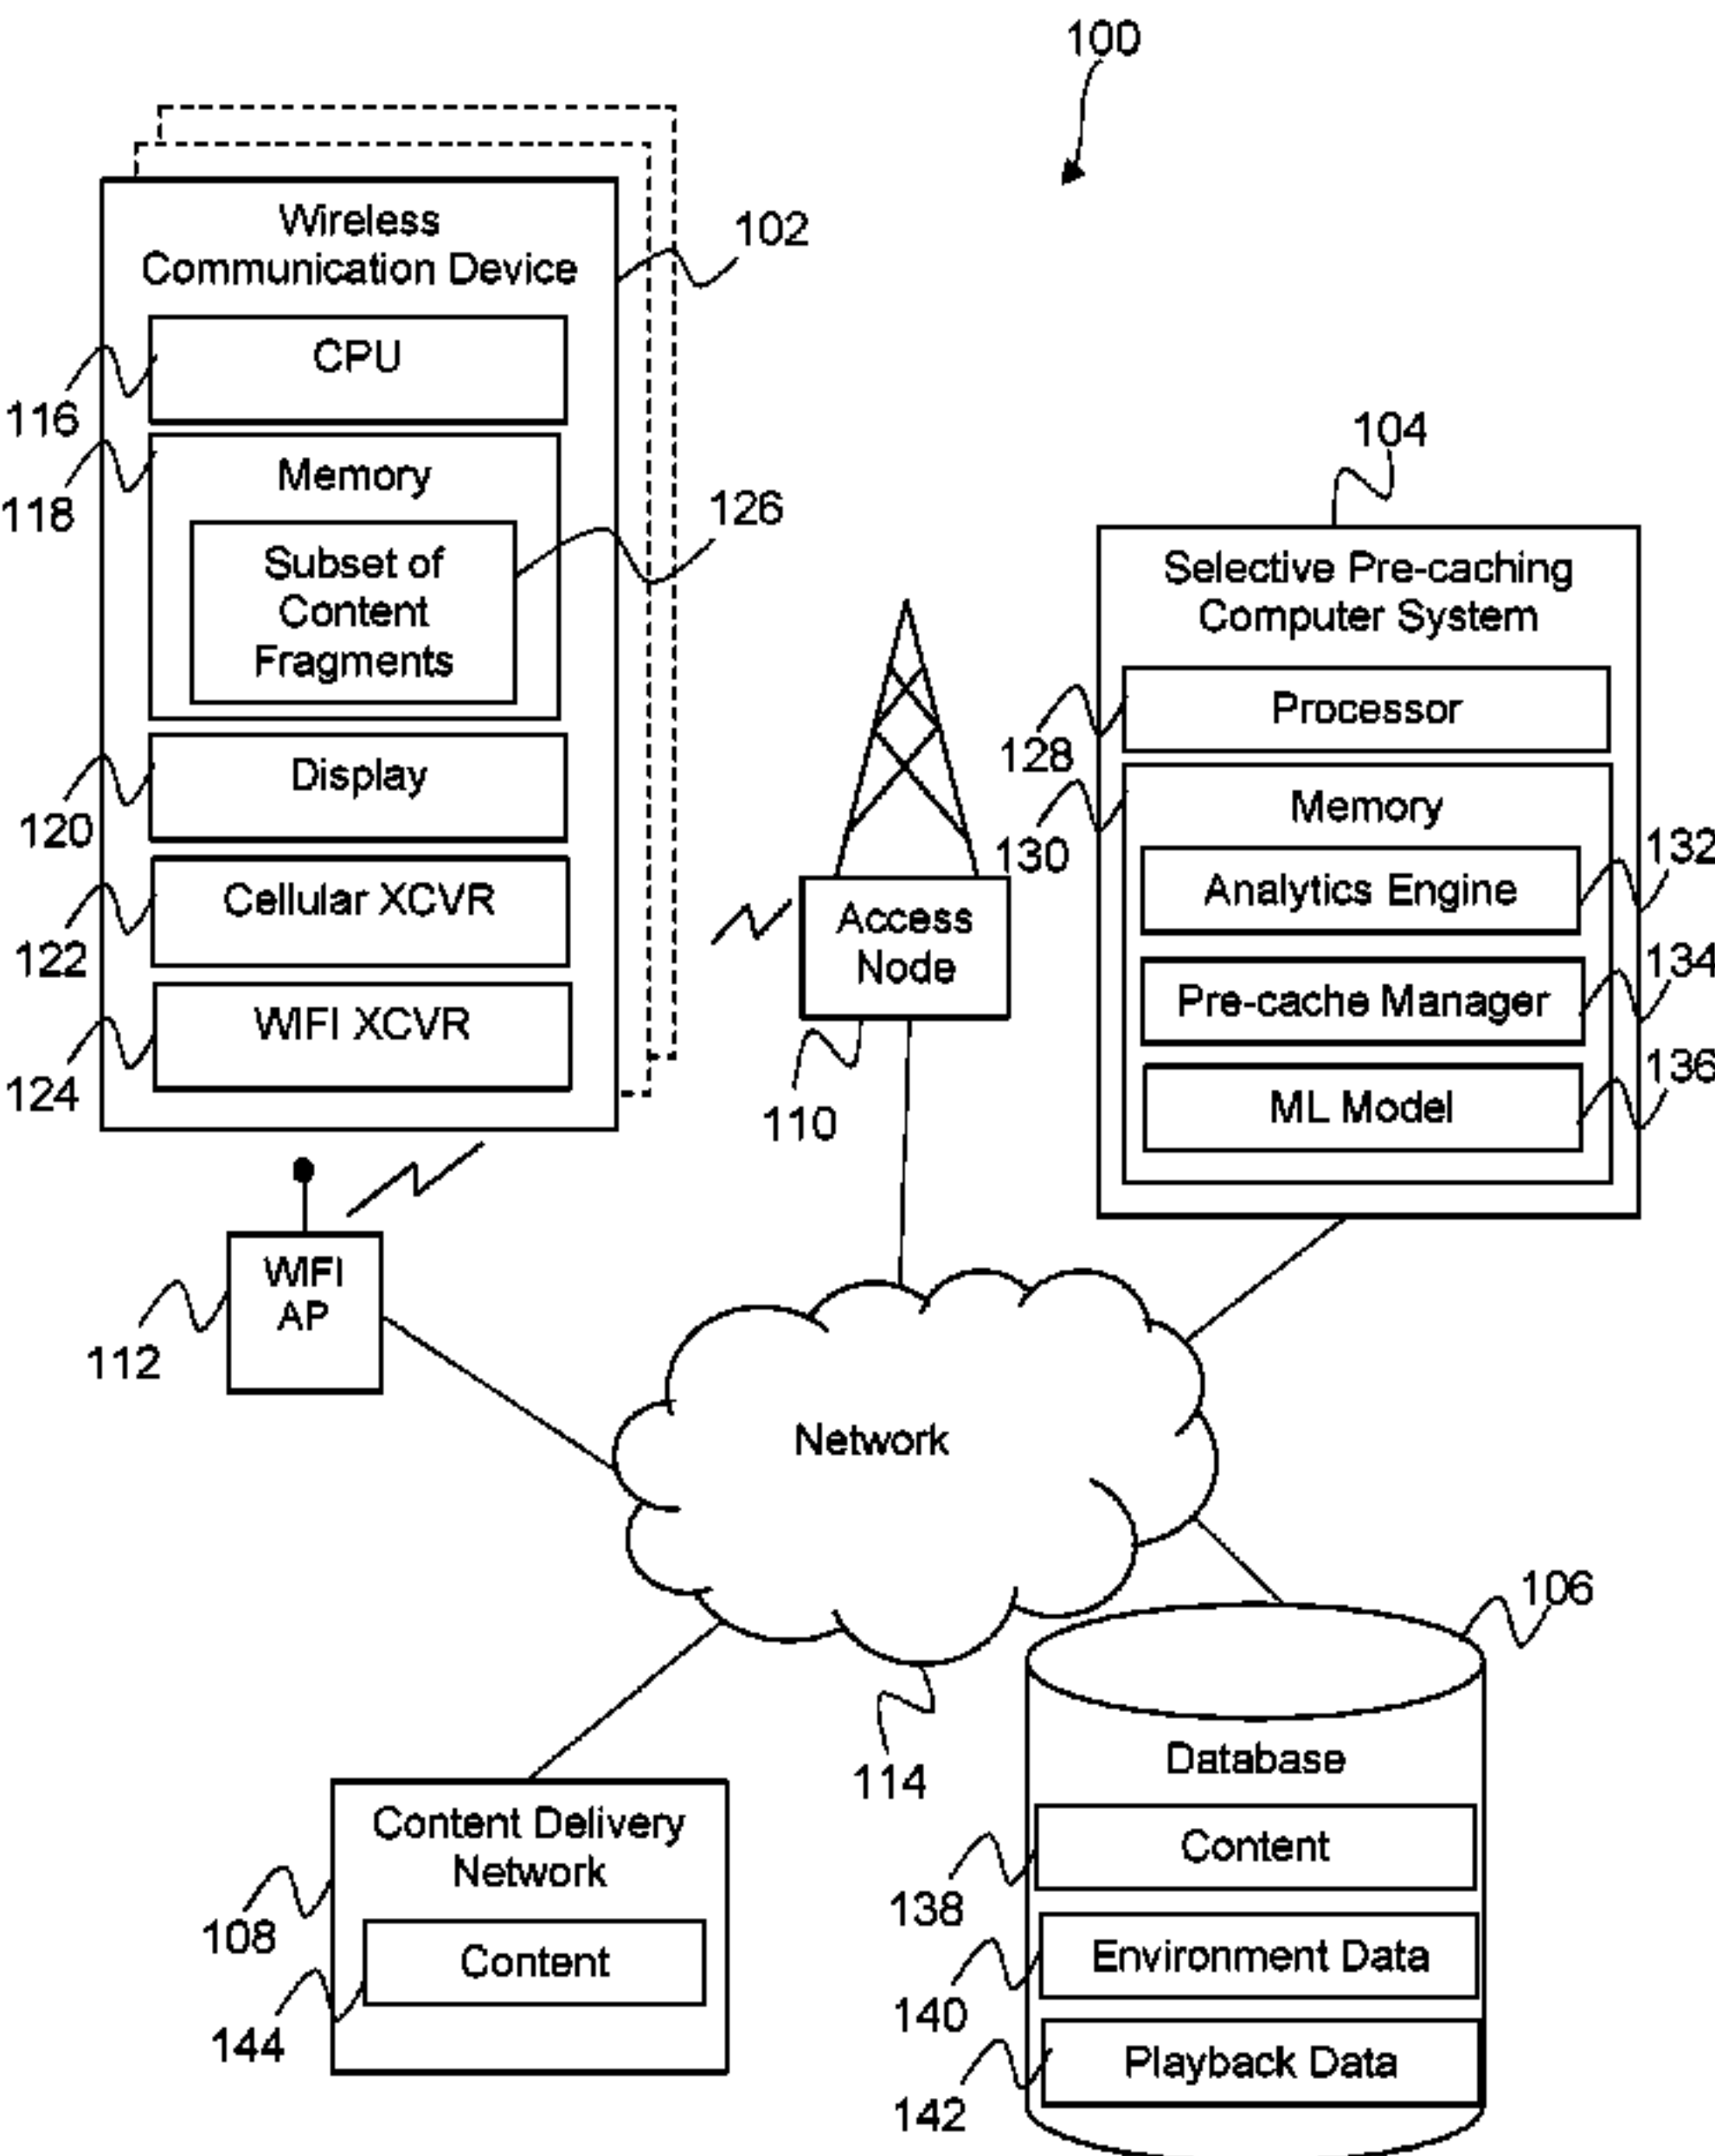 100
Wireless
Communication Device
102
CPU
116
Memory
118
Subset of
Content
Fragments
126
Display
120
Cellular XCVR
122
WIFI XCVR
124
104
Selective Pre-caching
Computer System
Processor
128
Memory
130
Analytics Engine
132
Pre-cache Manager
134
ML Model
136
Access
Node
110
WIFI
AP
112
Network
114
106
Database
Content
138
Environment Data
140
Playback Data
142
Content Delivery
Network
108
Content
144